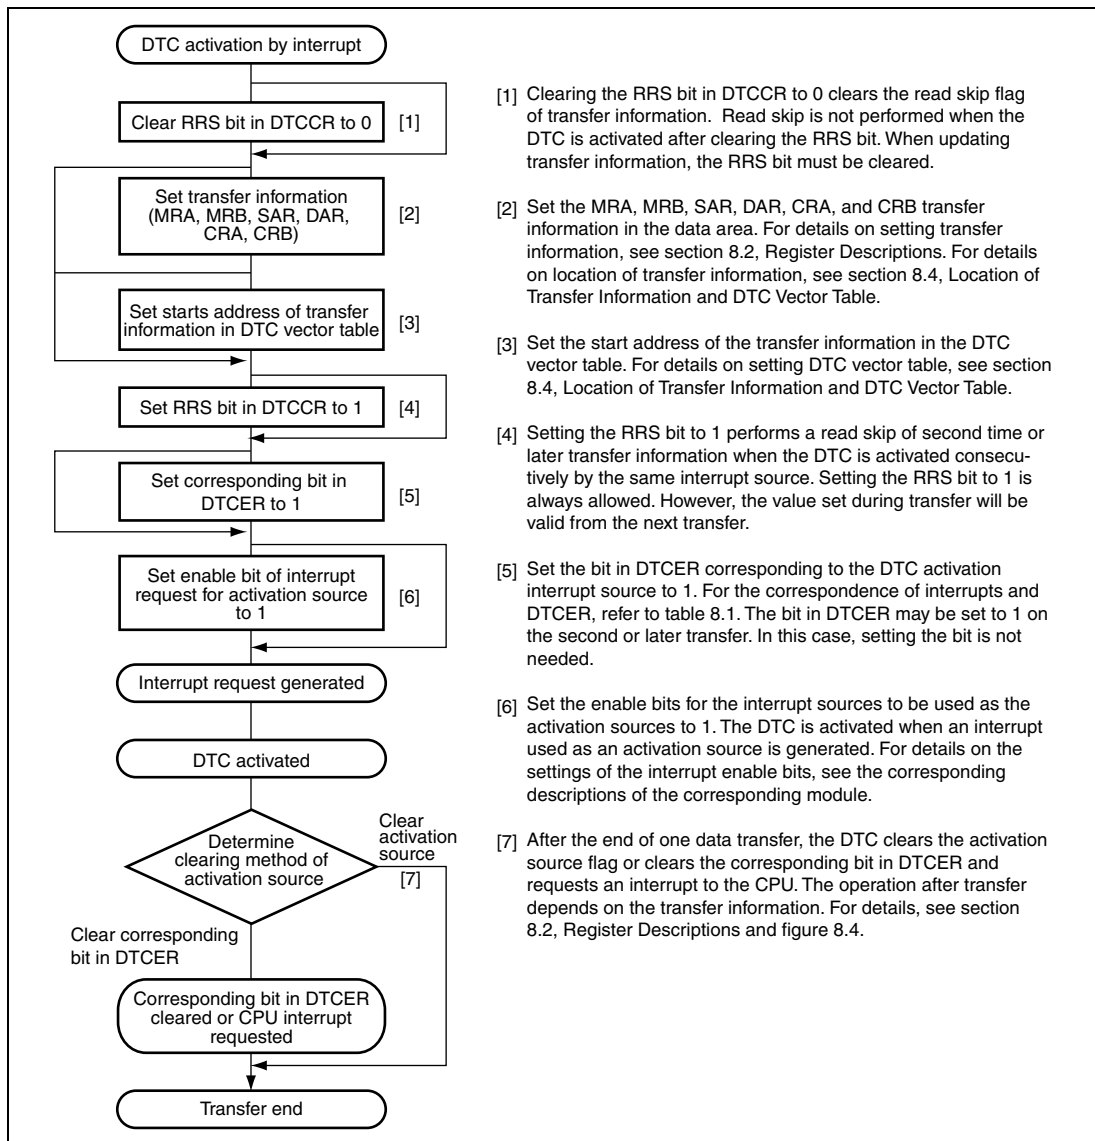 DTC activation by interrupt
Clear RRS bit in DTCCR to 0
[1]
Set transfer information
(MRA, MRB, SAR, DAR,
CRA, CRB)
[2]
Set starts address of transfer
information in DTC vector table
[3]
Set RRS bit in DTCCR to 1
[4]
Set corresponding bit in
DTCER to 1
[5]
Set enable bit of interrupt
request for activation source
to 1
[6]
Interrupt request generated
DTC activated
Determine
clearing method of
activation source
Clear
activation
source
[7]
Clear corresponding
bit in DTCER
Corresponding bit in DTCER
cleared or CPU interrupt
requested
Transfer end
[1] Clearing the RRS bit in DTCCR to 0 clears the read skip flag
of transfer information. Read skip is not performed when the
DTC is activated after clearing the RRS bit. When updating
transfer information, the RRS bit must be cleared.
[2] Set the MRA, MRB, SAR, DAR, CRA, and CRB transfer
information in the data area. For details on setting transfer
information, see section 8.2, Register Descriptions. For details
on location of transfer information, see section 8.4, Location of
Transfer Information and DTC Vector Table.
[3] Set the start address of the transfer information in the DTC
vector table. For details on setting DTC vector table, see section
8.4, Location of Transfer Information and DTC Vector Table.
[4] Setting the RRS bit to 1 performs a read skip of second time or
later transfer information when the DTC is activated consecu-
tively by the same interrupt source. Setting the RRS bit to 1 is
always allowed. However, the value set during transfer will be
valid from the next transfer.
[5] Set the bit in DTCER corresponding to the DTC activation
interrupt source to 1. For the correspondence of interrupts and
DTCER, refer to table 8.1. The bit in DTCER may be set to 1 on
the second or later transfer. In this case, setting the bit is not
needed.
[6] Set the enable bits for the interrupt sources to be used as the
activation sources to 1. The DTC is activated when an interrupt
used as an activation source is generated. For details on the
settings of the interrupt enable bits, see the corresponding
descriptions of the corresponding module.
[7] After the end of one data transfer, the DTC clears the activation
source flag or clears the corresponding bit in DTCER and
requests an interrupt to the CPU. The operation after transfer
depends on the transfer information. For details, see section
8.2, Register Descriptions and figure 8.4.